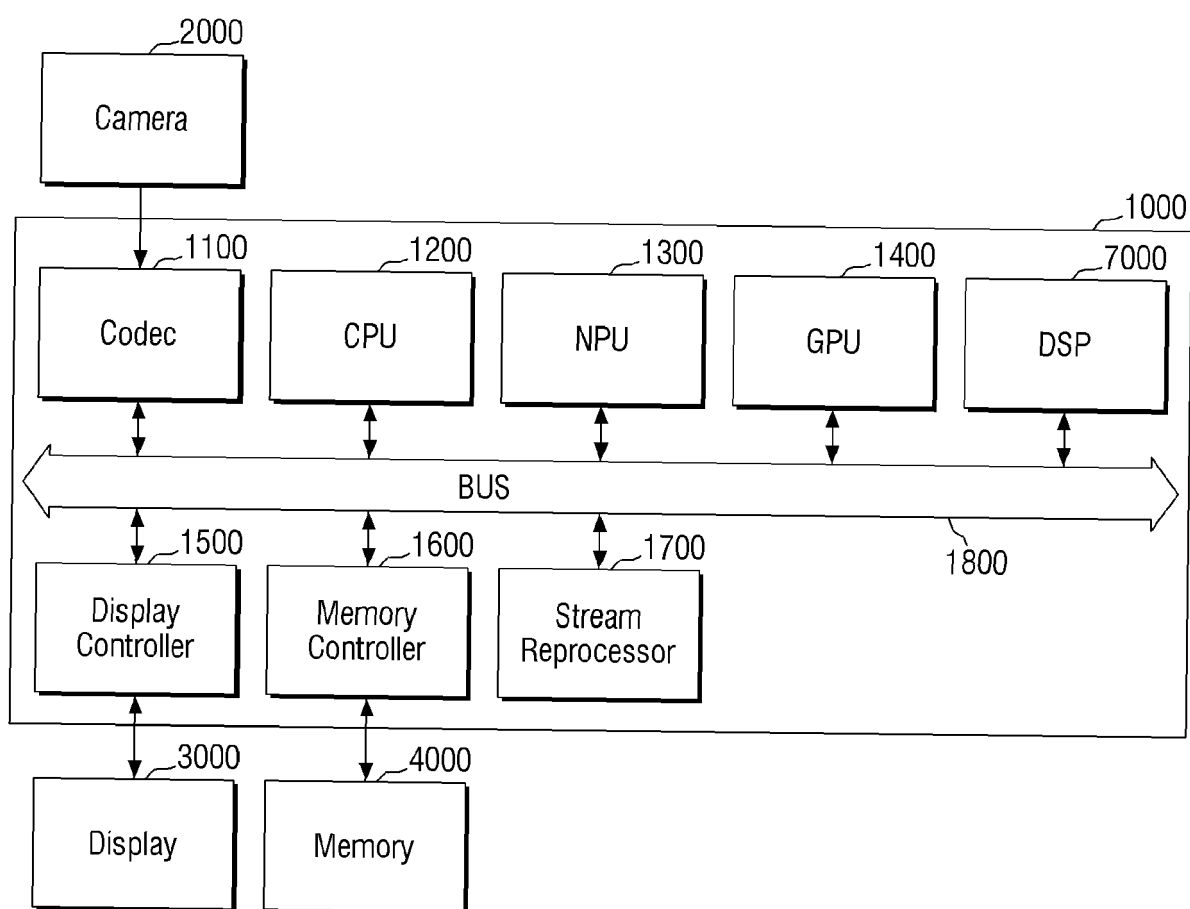 2000
Camera
1000
1100
1200
1300
1400
7000
Codec
CPU
NPU
GPU
DSP
BUS
1800
1500
1600
1700
Display
Controller
Memory
Controller
Stream
Reprocessor
3000
4000
Display
Memory